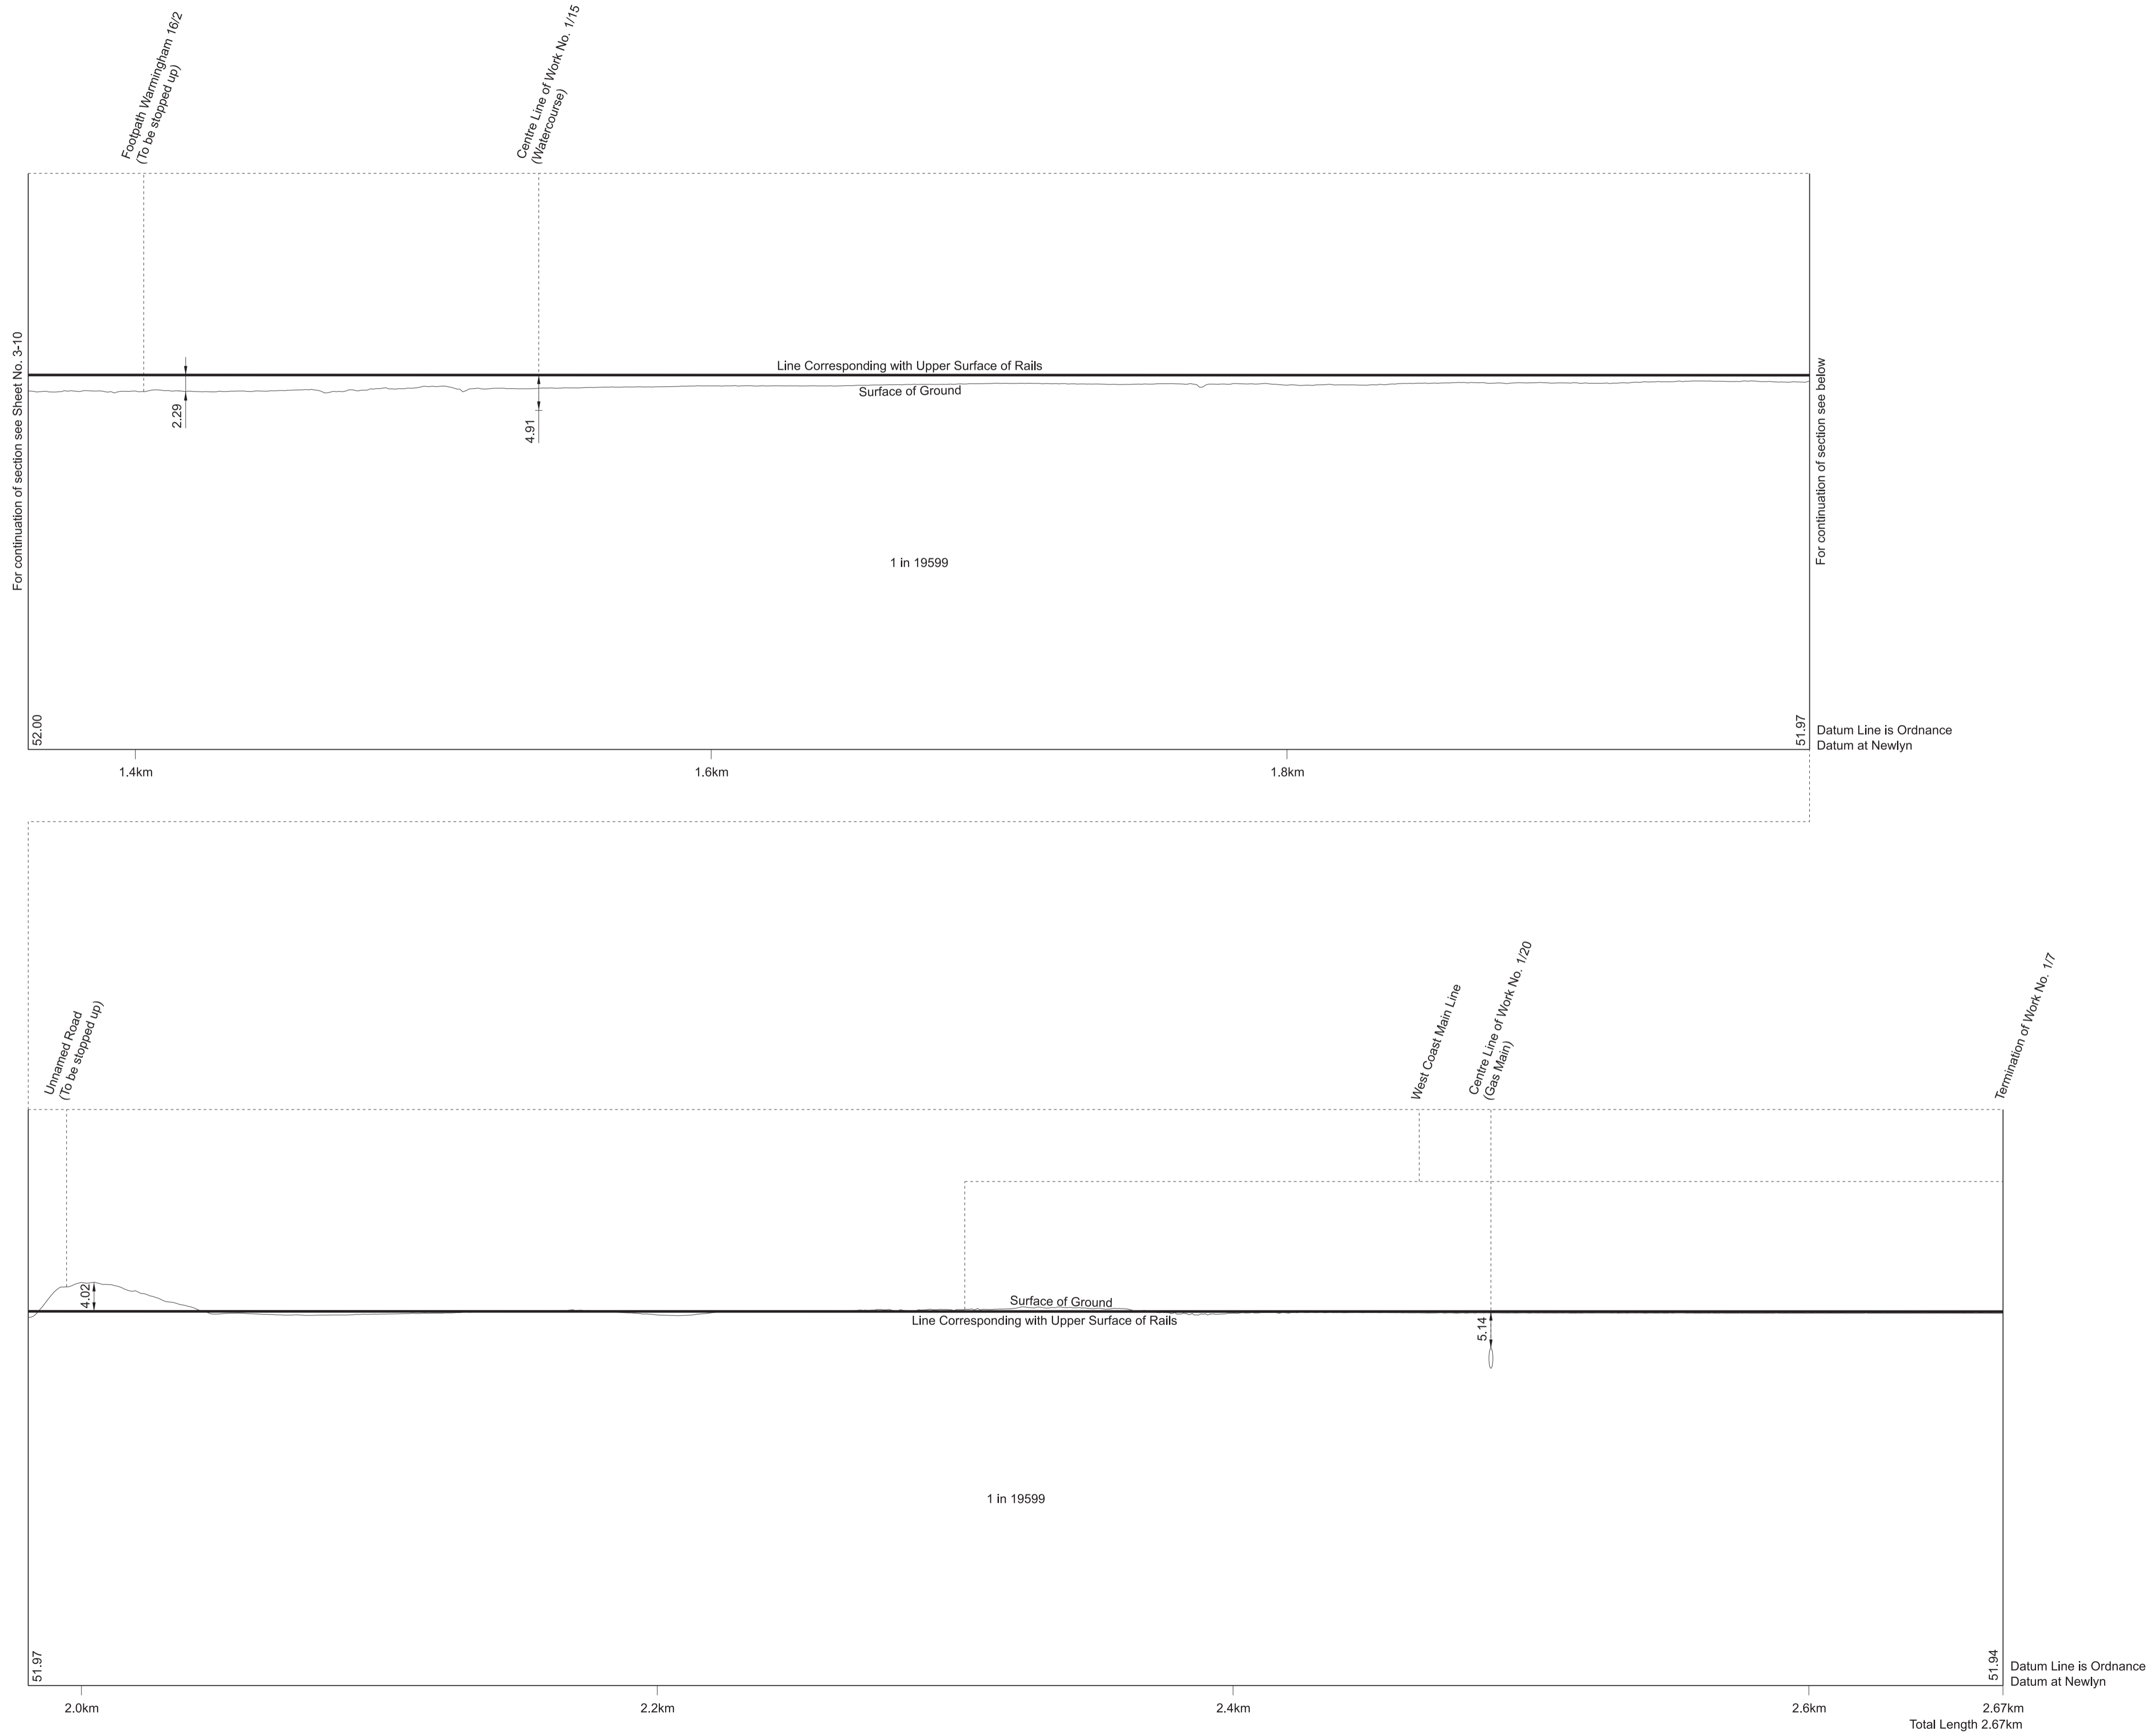 Footpath Warmingham 16/2
(To be stopped up)
Centre Line of Work No. 1/15
(Watercourse)
For continuation of section see Sheet No. 3-10
Line Corresponding with Upper Surface of Rails
Surface of Ground
2.29
4.91
For continuation of section see below
1 in 19599
52.00
51.97
Datum Line is Ordnance
Datum at Newlyn
1.4km
1.6km
1.8km
Unnamed Road
(To be stopped up)
West Coast Main Line
Centre Line of Work No. 1/20
(Gas Main)
Termination of Work No. 1/7
4.02
Surface of Ground
Line Corresponding with Upper Surface of Rails
5.14
1 in 19599
51.97
51.94
Datum Line is Ordnance
Datum at Newlyn
2.0km
2.2km
2.4km
2.6km
2.67km
Total Length 2.67km